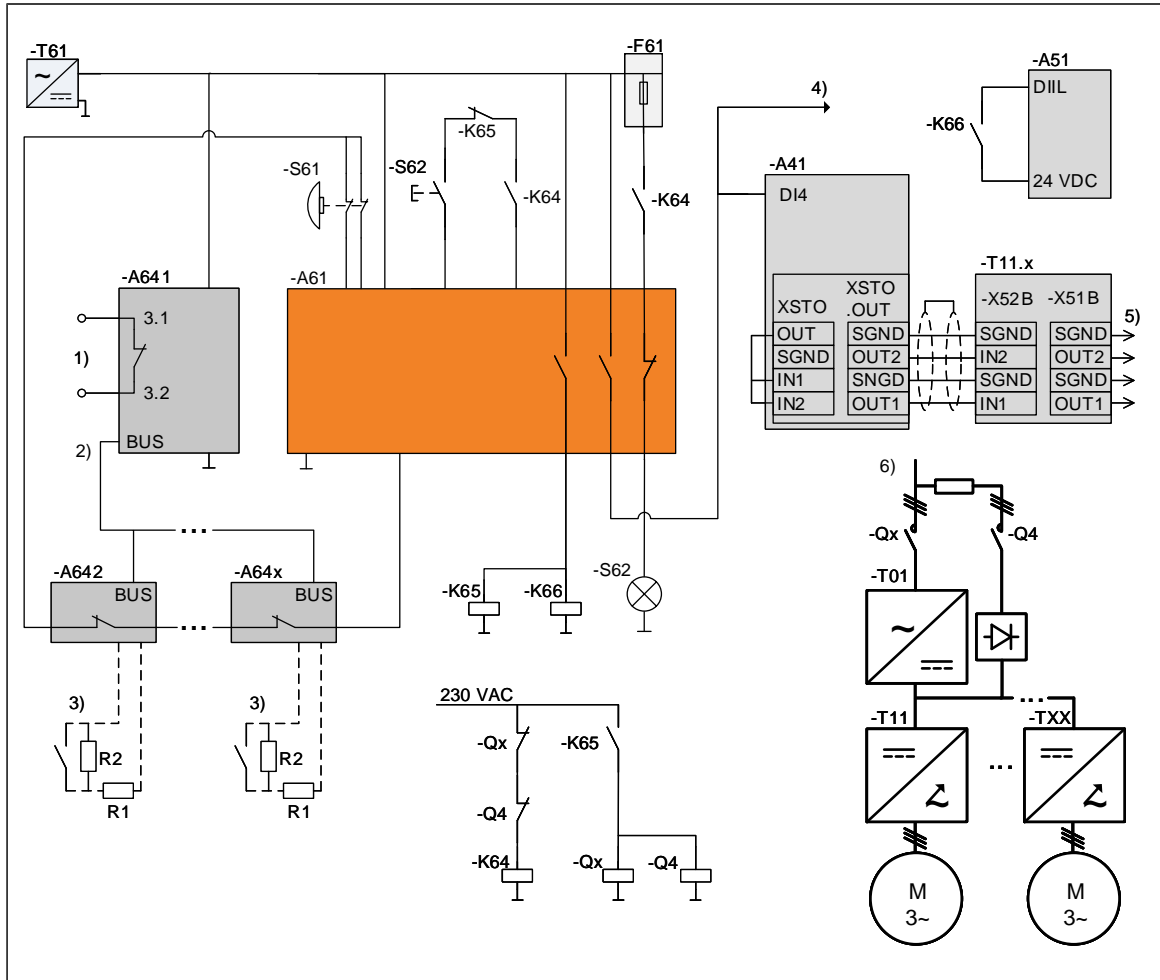 -T61
-F61
-A51
DIIL
4)
-K65
-K66
-S61
-S62
-K64
-K64
-A41
DI4
24 VDC
-A641
-A61
-T11.x
3.1
XSTO
XSTO
.OUT
-X52B
-X51B
5)
OUT
SGND
SGND
SGND
1)
SGND
OUT2
IN2
OUT2
IN1
SNGD
SGND
SGND
3.2
IN2
OUT1
IN1
OUT1
2)
BUS
6)
...
-Qx
-Q4
-A642
-A64x
-K65
-K66
-S62
-T01
BUS
BUS
...
~
3)
3)
230 VAC
...
-T11
-TXX
R2
R2
-Qx
-K65
R1
R1
...
-Q4
-K64
-Qx
-Q4
M
3~
M
3~